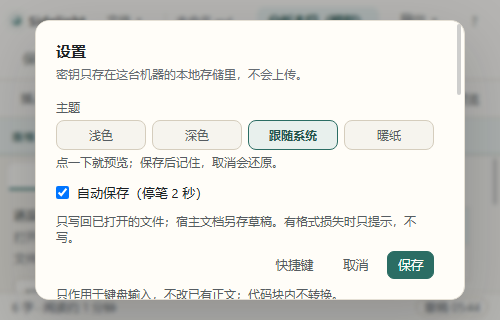 设置
密钥只存在这台机器的本地存储里，不会上传。
主题
浅色
深色
跟随系统
暖纸
点一下就预览；保存后记住，取消会还原。
自动保存（停笔 2 秒）
只写回已打开的文件；宿主文档另存草稿。有格式损失时只提示，不
写。
快捷键
取消
保存
只作用于键盘输入，不改已有正文；代码块内不转换。